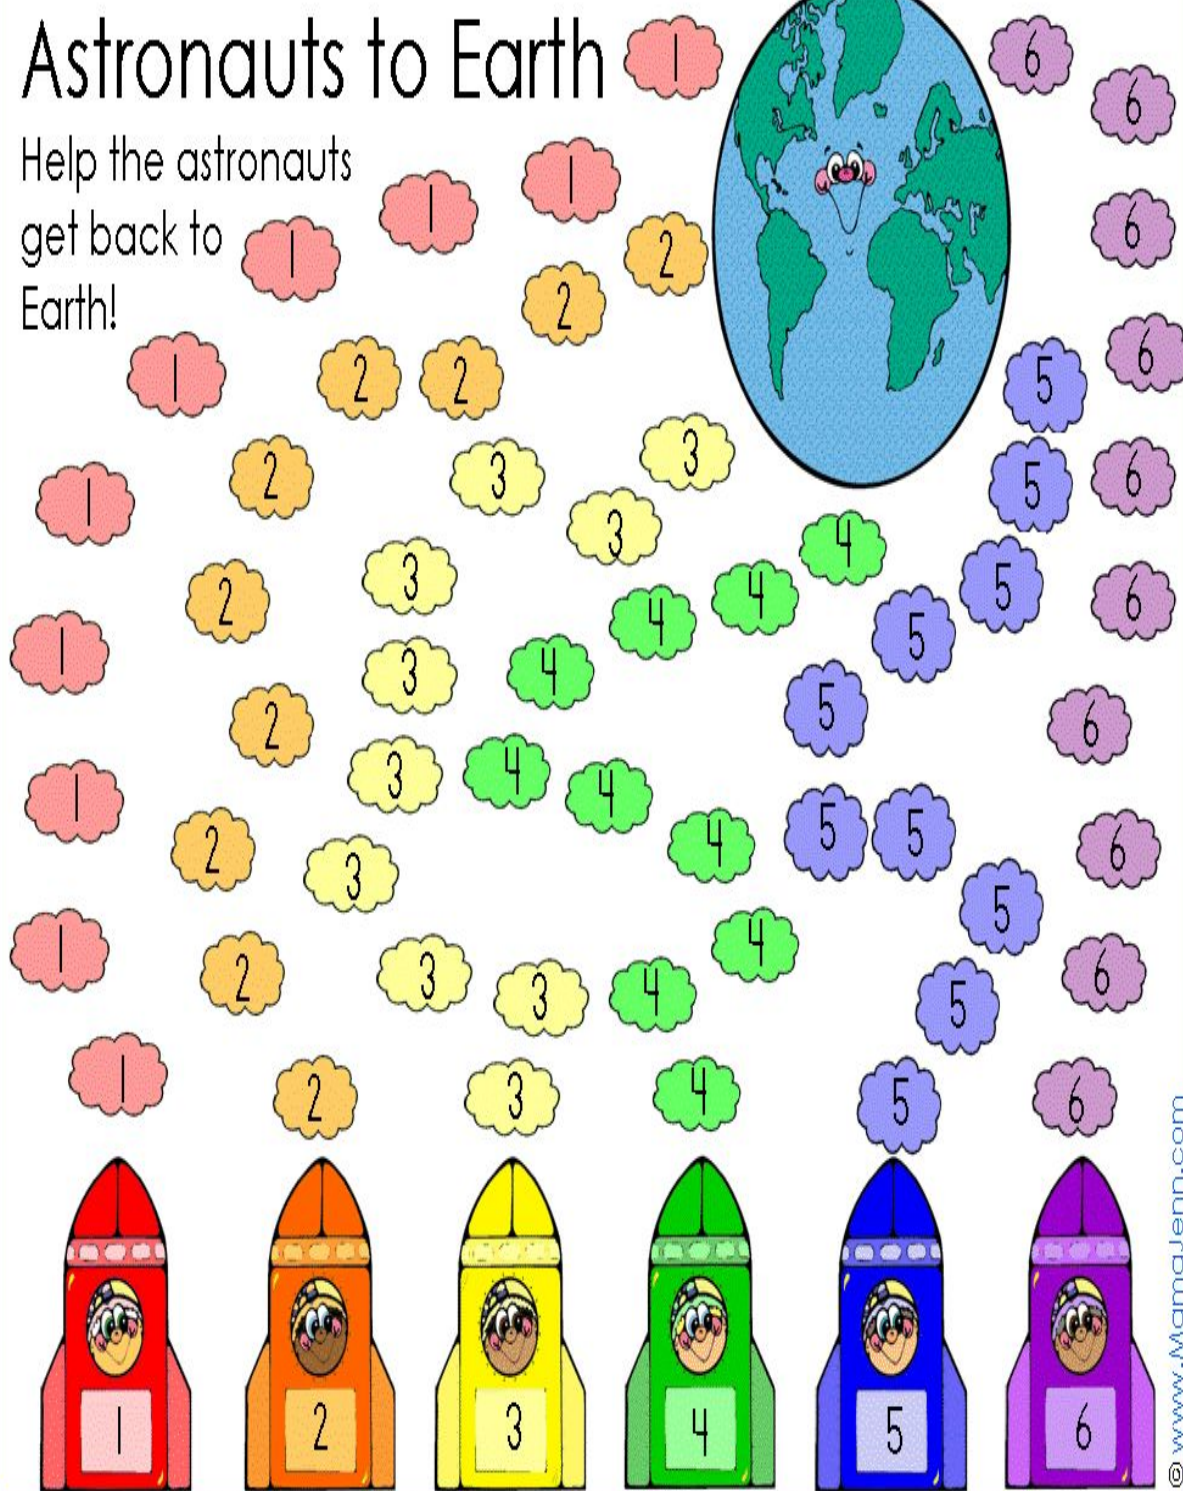 Astronauts to Earth
Help the astronauts
get back to
Earth!
1 6
6
1
1
1 2 6
2
1 2 2 5 6
3
2 3 5 6
1
3
4
3 4 5 6
2
4 5
1 3 4
5
2 6
3 4
1 4
5 5
2 4 6
3
5
1 4
2 3 6
3 4 5
1
2 3 4 5 6
1 2 3 4 5 6
© www.MamaJenn.com